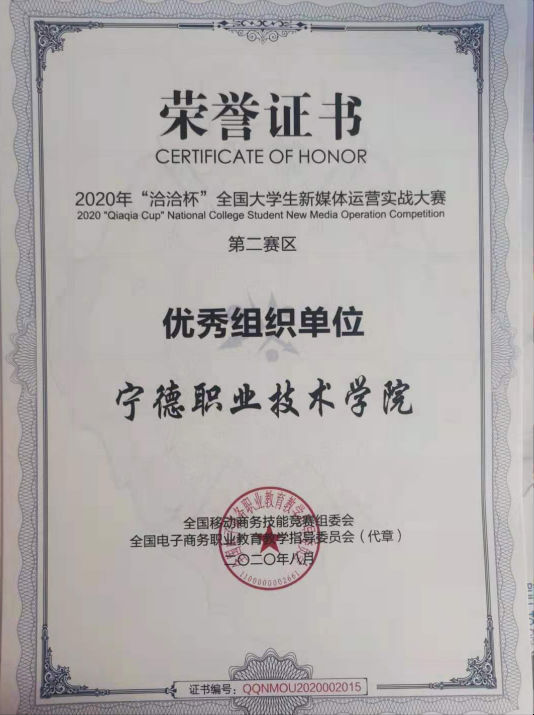 荣誉证书
CERTIFICATE OF HONOR
2020年“洽洽杯”全国大学生新媒体运营实战大赛
2020 "Qiaqia Cup" National College Student New Media Operation Competition
第二赛区
优秀组织单位
宁德职业技术学院
全国移动商务技能竞赛组委会
全国电子商务职业教育教学指导委员会（代章）
二〇二〇年八月
1100000002661
证书编号：QQNMOU2020002015